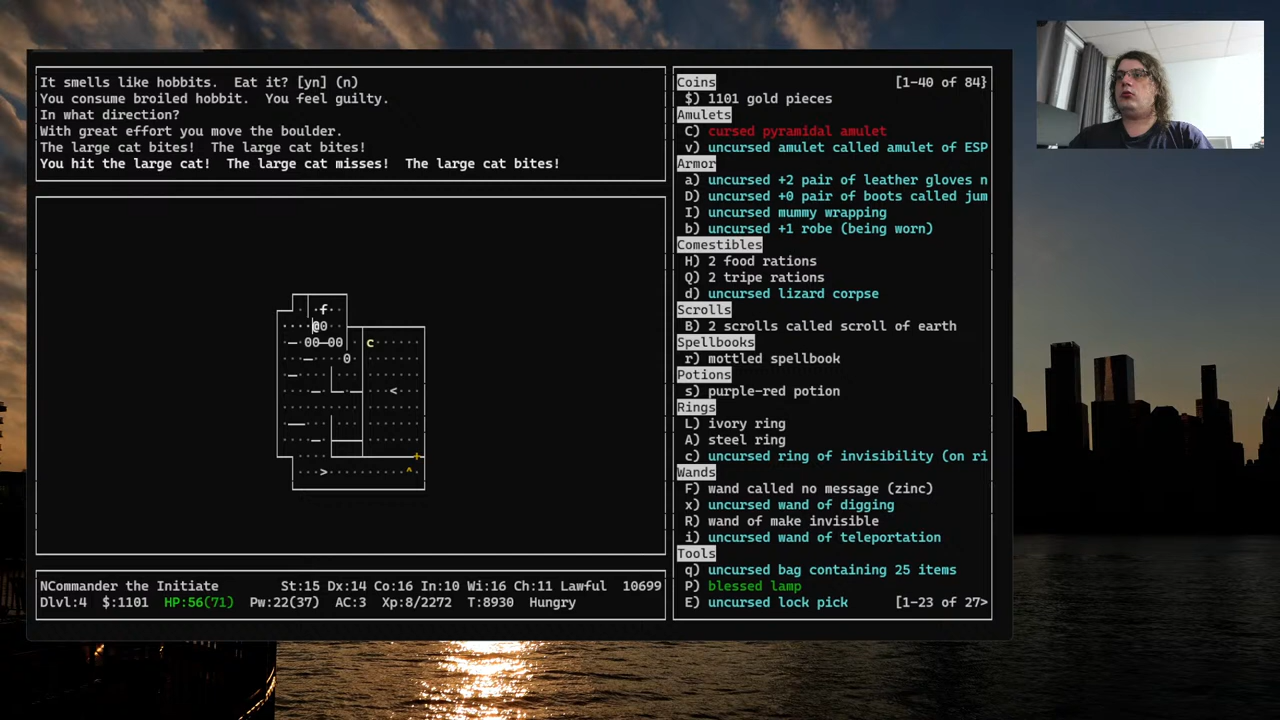 It smells like hobbits.  Eat it? [yn] (n)
You consume broiled hobbit.  You feel guilty.
In what direction?
With great effort you move the boulder.
The large cat bites!  The large cat bites!
You hit the large cat!  The large cat misses!  The large cat bites!
Coins [1-40 of 84}
$) 1101 gold pieces
Amulets
C) cursed pyramidal amulet
v) uncursed amulet called amulet of ESP
Armor
a) uncursed +2 pair of leather gloves n
D) uncursed +0 pair of boots called jum
I) uncursed mummy wrapping
b) uncursed +1 robe (being worn)
Comestibles
H) 2 food rations
Q) 2 tripe rations
d) uncursed lizard corpse
Scrolls
B) 2 scrolls called scroll of earth
Spellbooks
r) mottled spellbook
Potions
s) purple-red potion
Rings
L) ivory ring
A) steel ring
c) uncursed ring of invisibility (on ri
Wands
F) wand called no message (zinc)
x) uncursed wand of digging
R) wand of make invisible
i) uncursed wand of teleportation
Tools
q) uncursed bag containing 25 items
P) blessed lamp
E) uncursed lock pick [1-23 of 27>
NCommander the Initiate St:15 Dx:14 Co:16 In:10 Wi:16 Ch:11 Lawful 10699
Dlvl:4 $:1101 HP:56(71) Pw:22(37) AC:3 Xp:8/2272 T:8930 Hungry